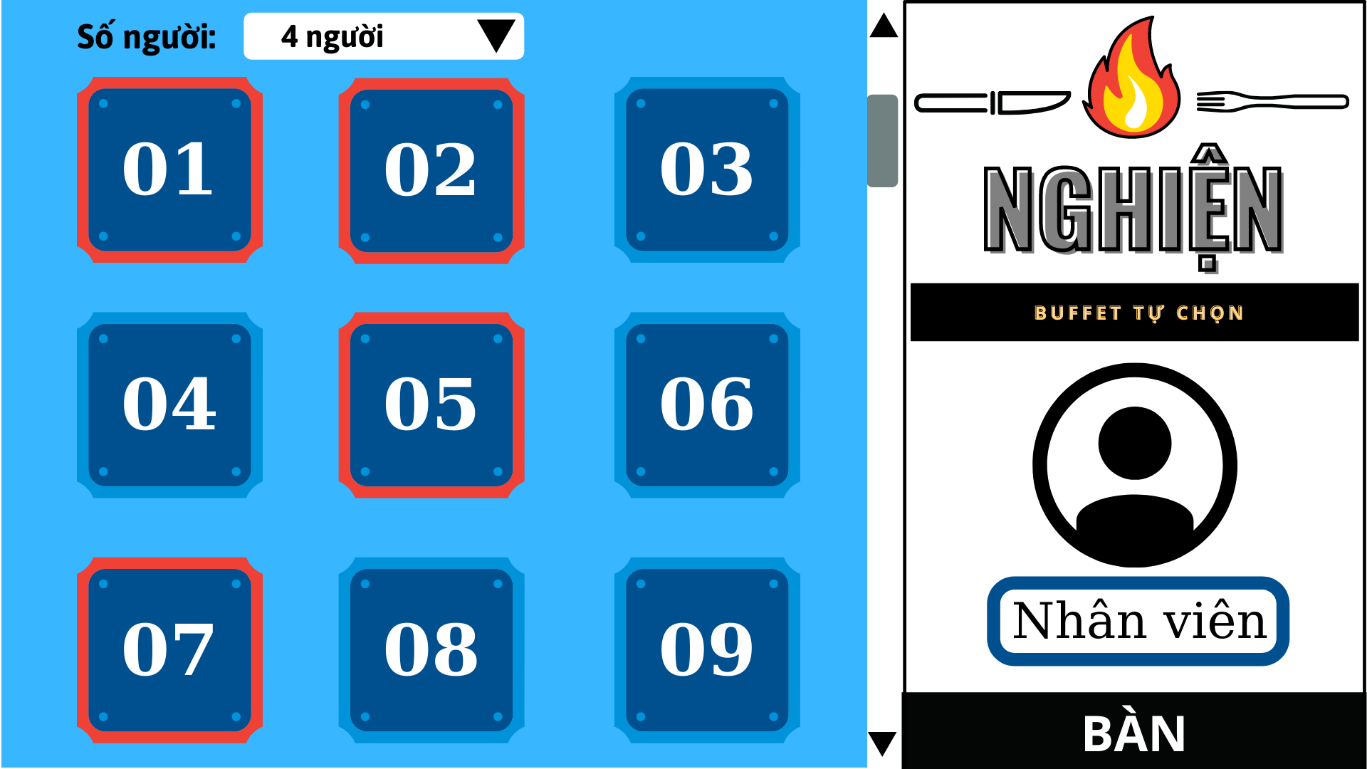 Số người: 4 người
01 02 03
04 05 06
07 08 09
NGHIỆN
BUFFET TỰ CHỌN
Nhân viên
BÀN